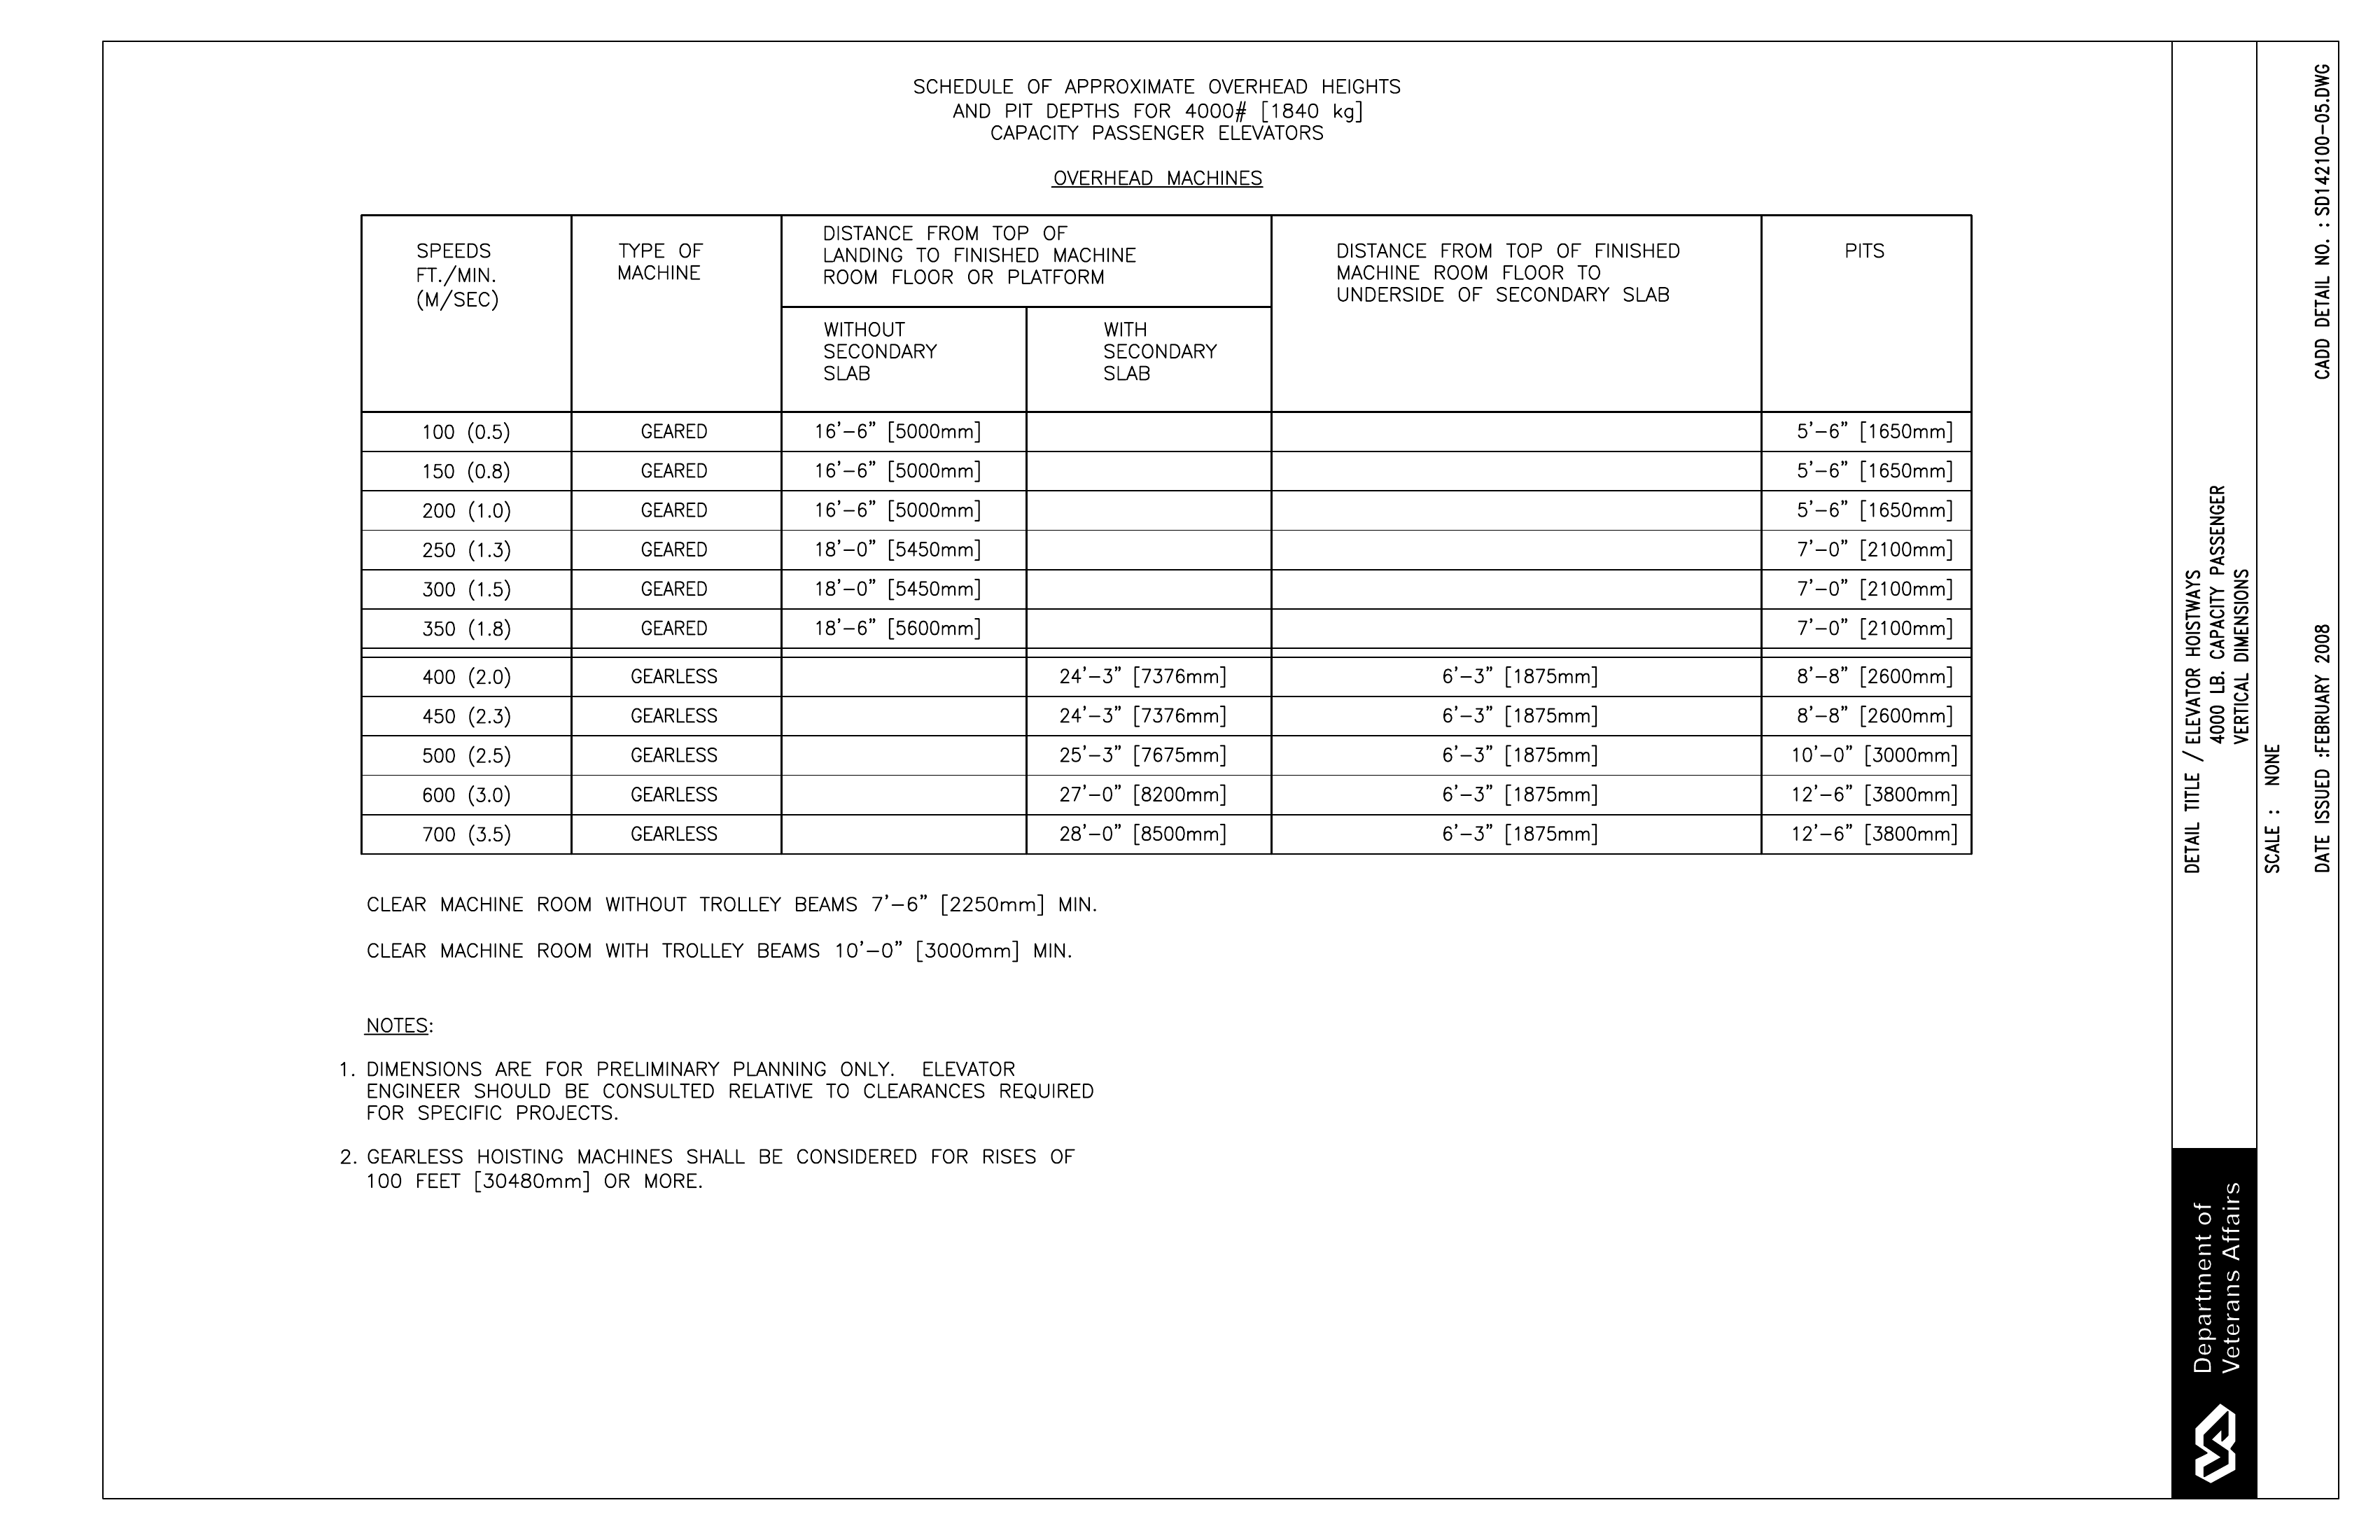 SCHEDULE OF APPROXIMATE OVERHEAD HEIGHTS
AND PIT DEPTHS FOR 4000# [1840 kg]
CAPACITY PASSENGER ELEVATORS
OVERHEAD MACHINES
SPEEDS
FT./MIN.
(M/SEC)
TYPE OF
MACHINE
DISTANCE FROM TOP OF
LANDING TO FINISHED MACHINE
ROOM FLOOR OR PLATFORM
WITHOUT
SECONDARY
SLAB
WITH
SECONDARY
SLAB
DISTANCE FROM TOP OF FINISHED
MACHINE ROOM FLOOR TO
UNDERSIDE OF SECONDARY SLAB
PITS
100 (0.5) GEARED 16'-6" [5000mm] 5'-6" [1650mm]
150 (0.8) GEARED 16'-6" [5000mm] 5'-6" [1650mm]
200 (1.0) GEARED 16'-6" [5000mm] 5'-6" [1650mm]
250 (1.3) GEARED 18'-0" [5450mm] 7'-0" [2100mm]
300 (1.5) GEARED 18'-0" [5450mm] 7'-0" [2100mm]
350 (1.8) GEARED 18'-6" [5600mm] 7'-0" [2100mm]
400 (2.0) GEARLESS 24'-3" [7376mm] 6'-3" [1875mm] 8'-8" [2600mm]
450 (2.3) GEARLESS 24'-3" [7376mm] 6'-3" [1875mm] 8'-8" [2600mm]
500 (2.5) GEARLESS 25'-3" [7675mm] 6'-3" [1875mm] 10'-0" [3000mm]
600 (3.0) GEARLESS 27'-0" [8200mm] 6'-3" [1875mm] 12'-6" [3800mm]
700 (3.5) GEARLESS 28'-0" [8500mm] 6'-3" [1875mm] 12'-6" [3800mm]
CLEAR MACHINE ROOM WITHOUT TROLLEY BEAMS 7'-6" [2250mm] MIN.
CLEAR MACHINE ROOM WITH TROLLEY BEAMS 10'-0" [3000mm] MIN.
NOTES:
1. DIMENSIONS ARE FOR PRELIMINARY PLANNING ONLY. ELEVATOR
ENGINEER SHOULD BE CONSULTED RELATIVE TO CLEARANCES REQUIRED
FOR SPECIFIC PROJECTS.
2. GEARLESS HOISTING MACHINES SHALL BE CONSIDERED FOR RISES OF
100 FEET [30480mm] OR MORE.
Department of
Veterans Affairs
DETAIL TITLE / ELEVATOR HOISTWAYS
4000 LB. CAPACITY PASSENGER
VERTICAL DIMENSIONS
SCALE : NONE
DATE ISSUED :FEBRUARY 2008
CADD DETAIL NO. : SD142100-05.DWG